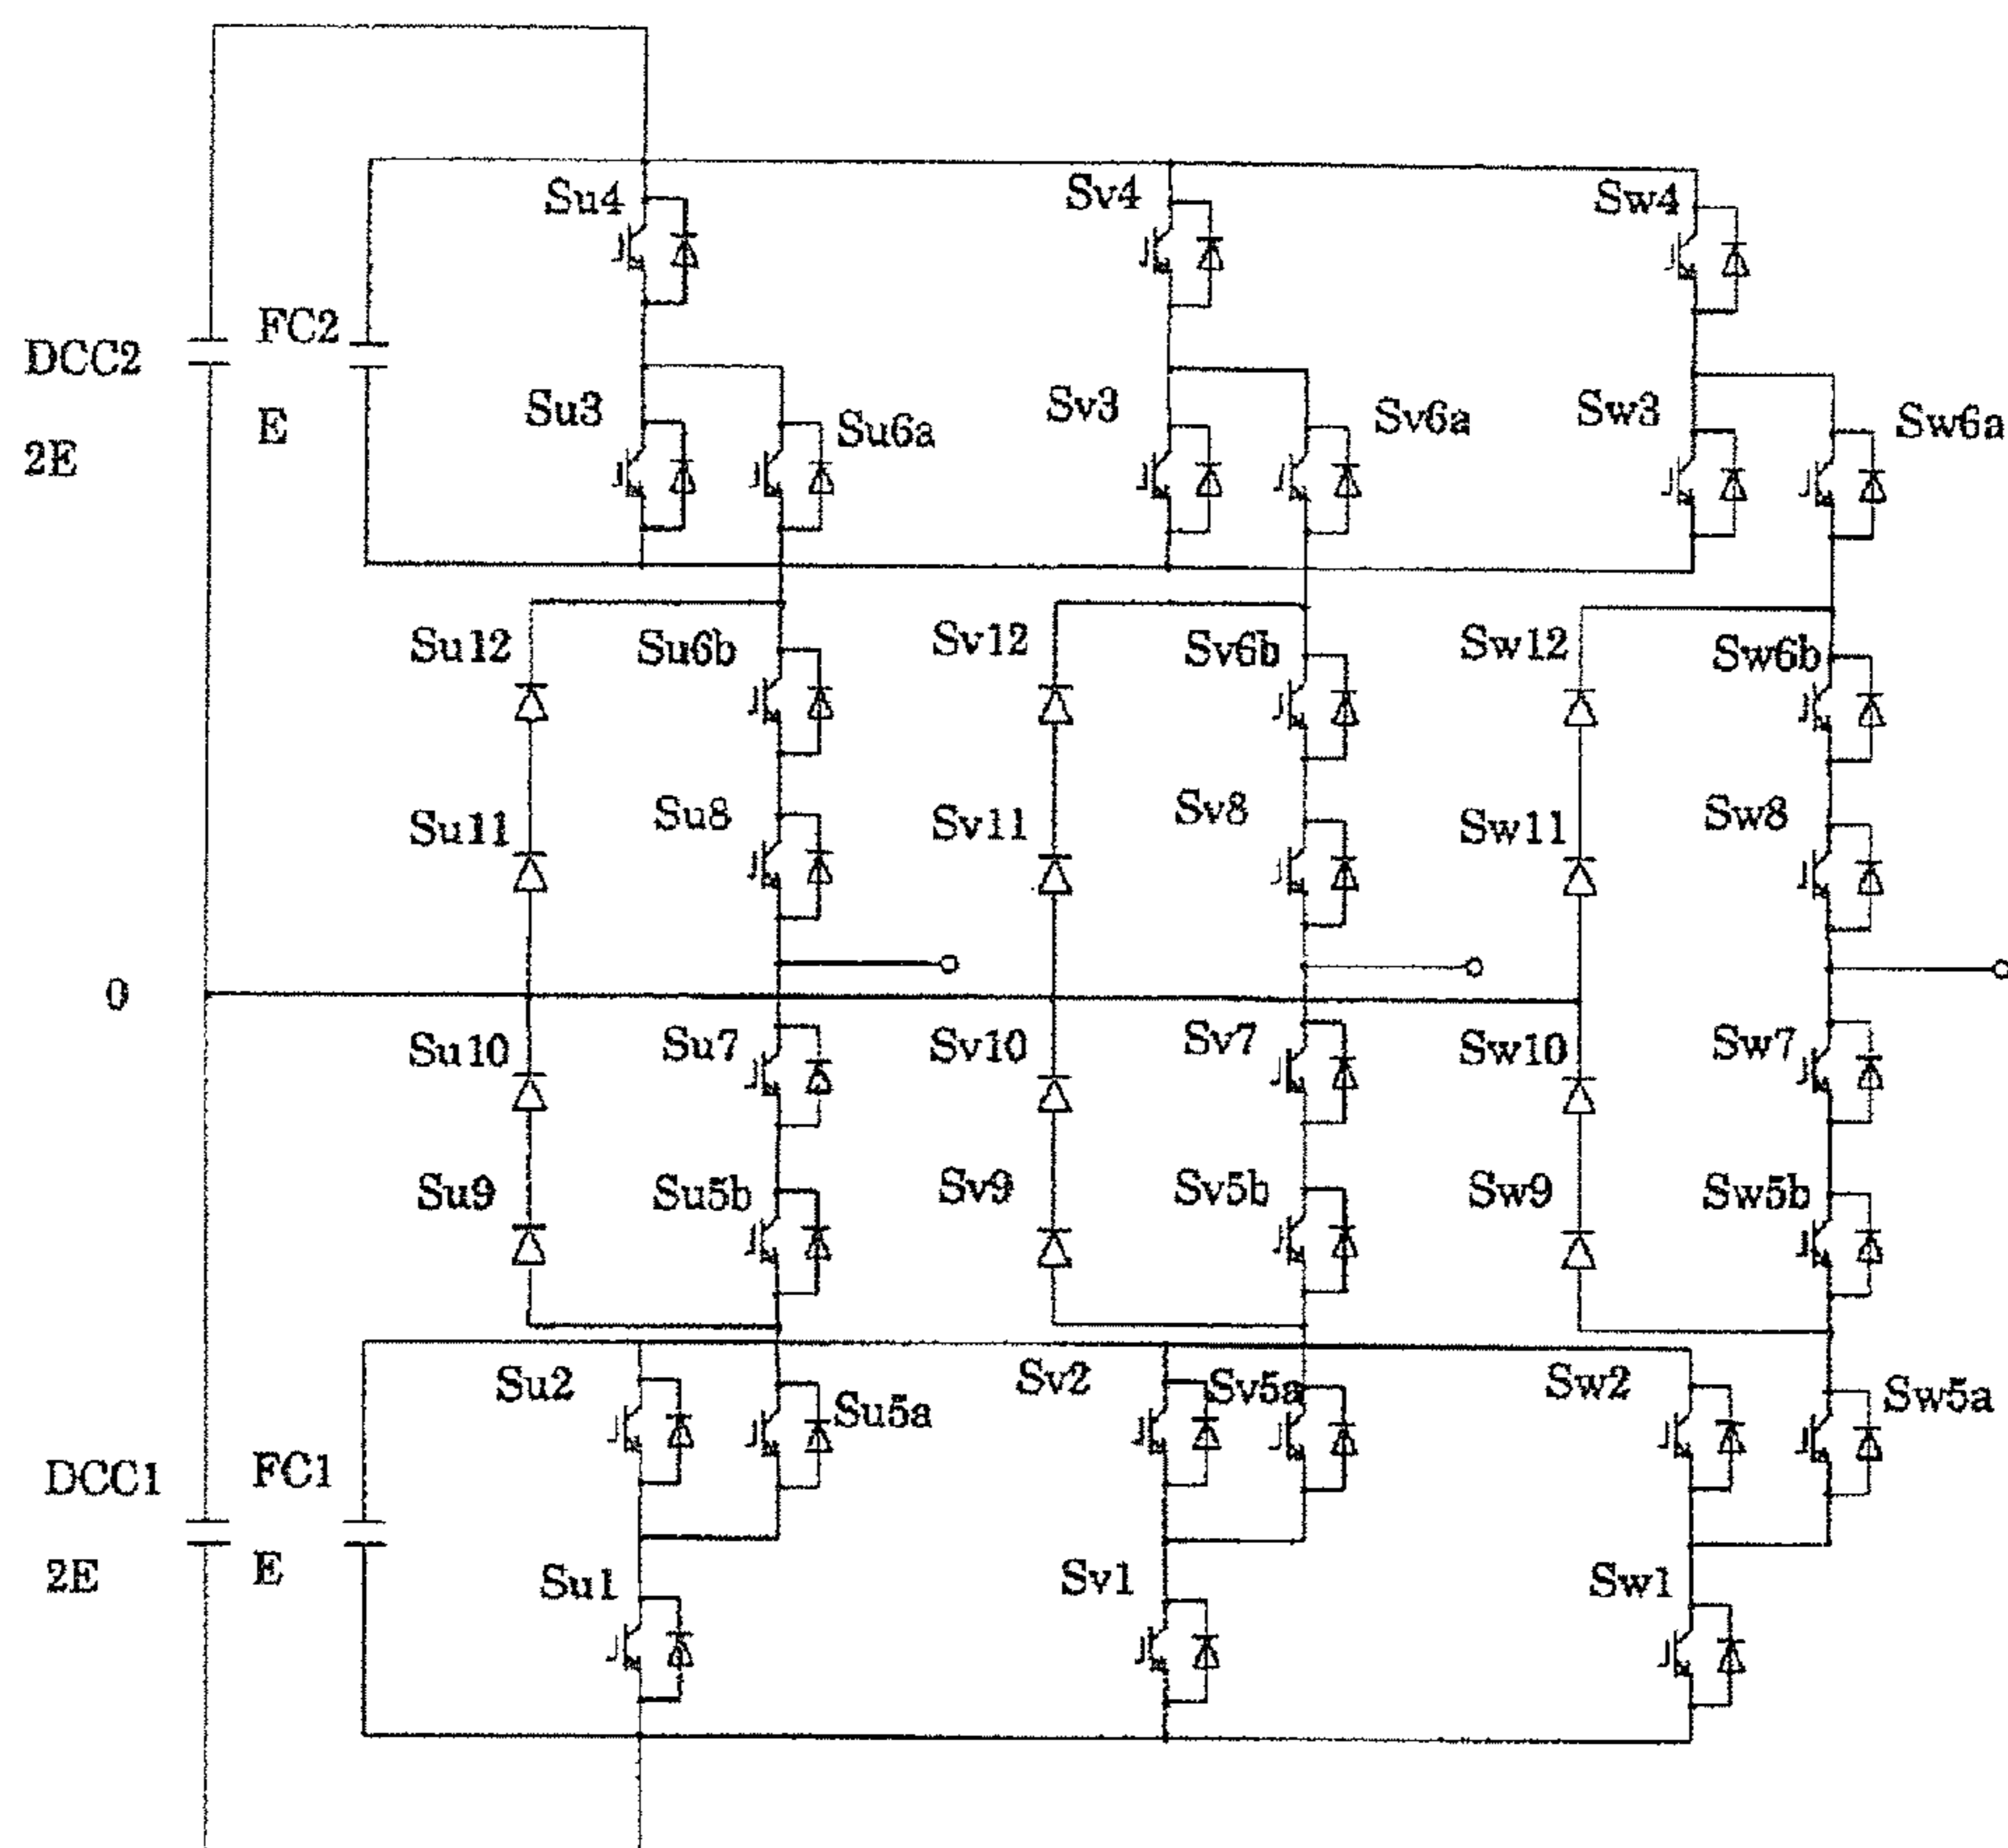 Su4
Sv4
Sw4
DCC2
2E
FC2
E
Su3
Su6a
Sv3
Sv6a
Sw3
Sw6a
Su12
Su6b
Sv12
Sv6b
Sw12
Sw6b
Su11
Su8
Sv11
Sv8
Sw11
Sw8
0
Su10
Su7
Sv10
Sv7
Sw10
Sw7
Su9
Su5b
Sv9
Sv5b
Sw9
Sw5b
Su2
Su5a
Sv2
Sv5a
Sw2
Sw5a
DCC1
2E
FC1
E
Su1
Sv1
Sw1